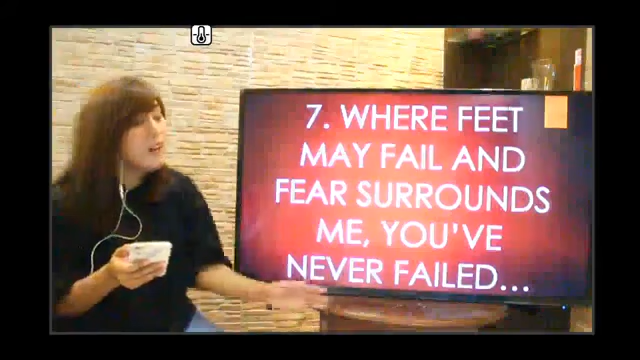 7. WHERE FEET
MAY FAIL AND
FEAR SURROUNDS
ME, YOU'VE
NEVER FAILED...